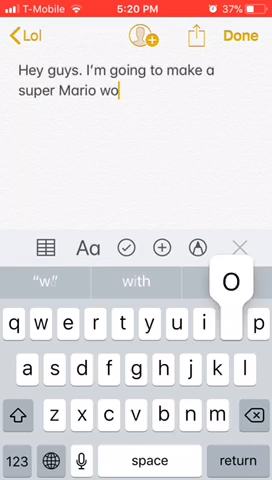 T-Mobile 5:20 PM 37%
Lol Done
Hey guys. I'm going to make a
super Mario wo
Aa
"w." with
O
q w e r t y u i p
a s d f g h j k l
z x c v b n m
123 space return